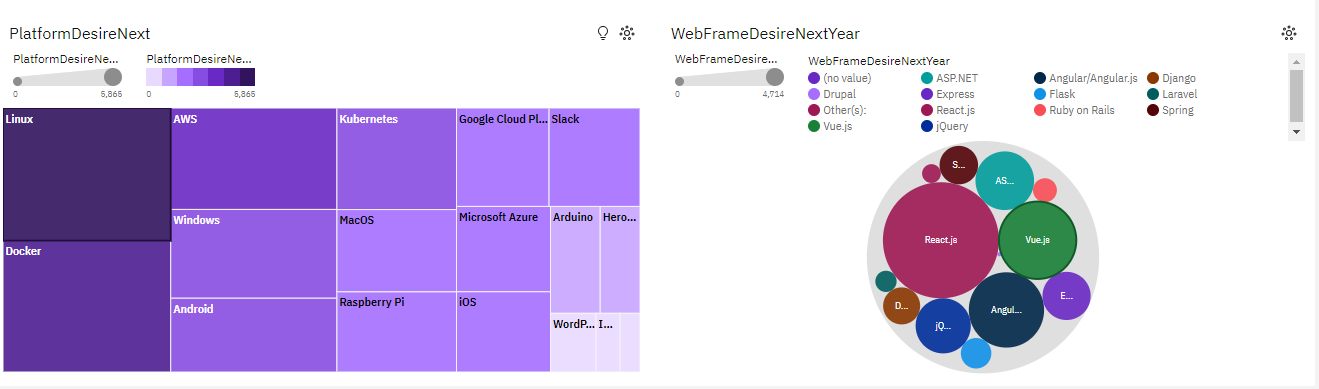 PlatformDesireNext
PlatformDesireNe...
PlatformDesireNe...
0
5,866
0
5,866
Linux
AWS
Kubernetes
Google Cloud Pl...
Slack
Windows
MacOS
Microsoft Azure
Arduino
Hero...
Docker
Android
Raspberry Pi
iOS
WordP...
I...
WebFrameDesireNextYear
WebFrameDesire...
0
4,714
WebFrameDesireNextYear
(no value)
ASP.NET
Angular/Angular.js
Django
Drupal
Express
Flask
Laravel
Other(s):
React.js
Ruby on Rails
Spring
Vue.js
jQuery
S...
AS...
React.js
Vue.js
E...
D...
Angul...
jQ...